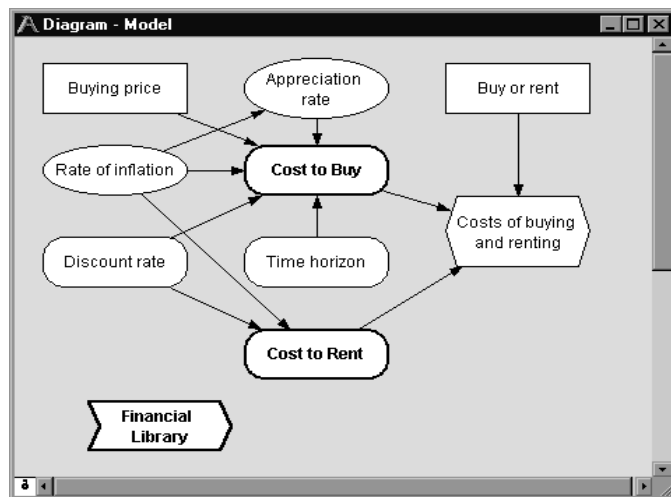 Diagram - Model
Buying price
Appreciation
rate
Buy or rent
Rate of inflation
Cost to Buy
Costs of buying
and renting
Discount rate
Time horizon
Cost to Rent
Financial
Library